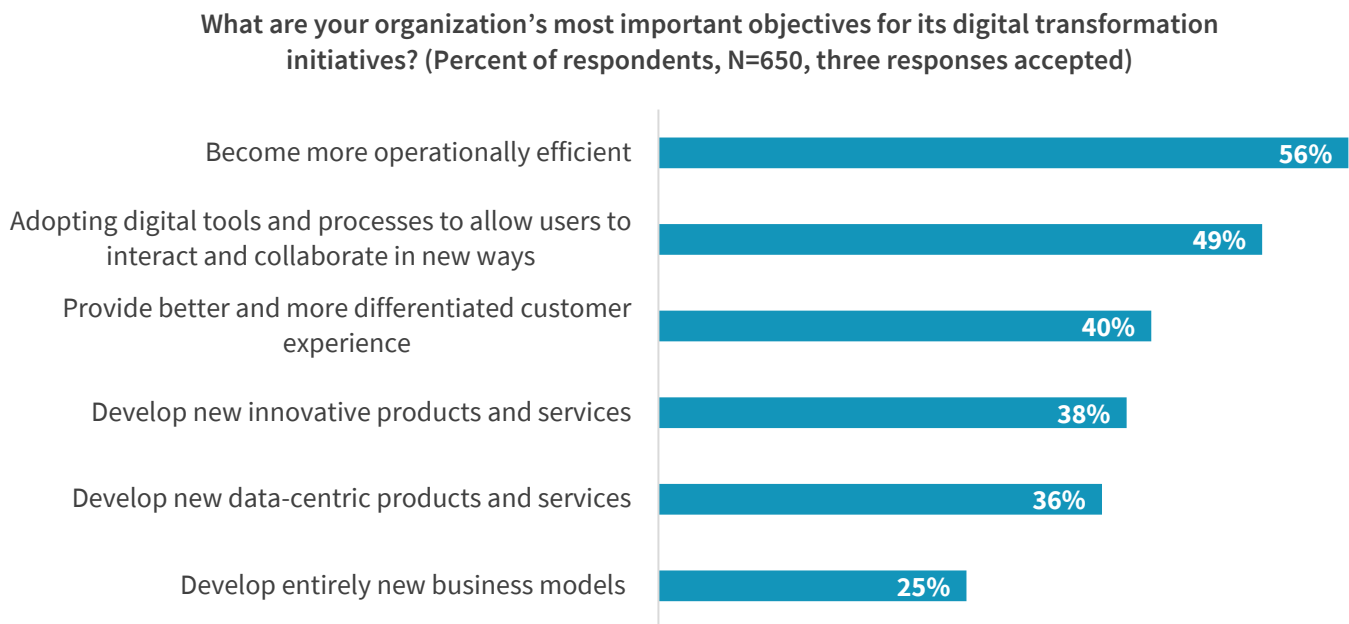 What are your organization’s most important objectives for its digital transformation
initiatives? (Percent of respondents, N=650, three responses accepted)
Become more operationally efficient
56%
Adopting digital tools and processes to allow users to
interact and collaborate in new ways
49%
Provide better and more differentiated customer
experience
40%
Develop new innovative products and services
38%
Develop new data-centric products and services
36%
Develop entirely new business models
25%